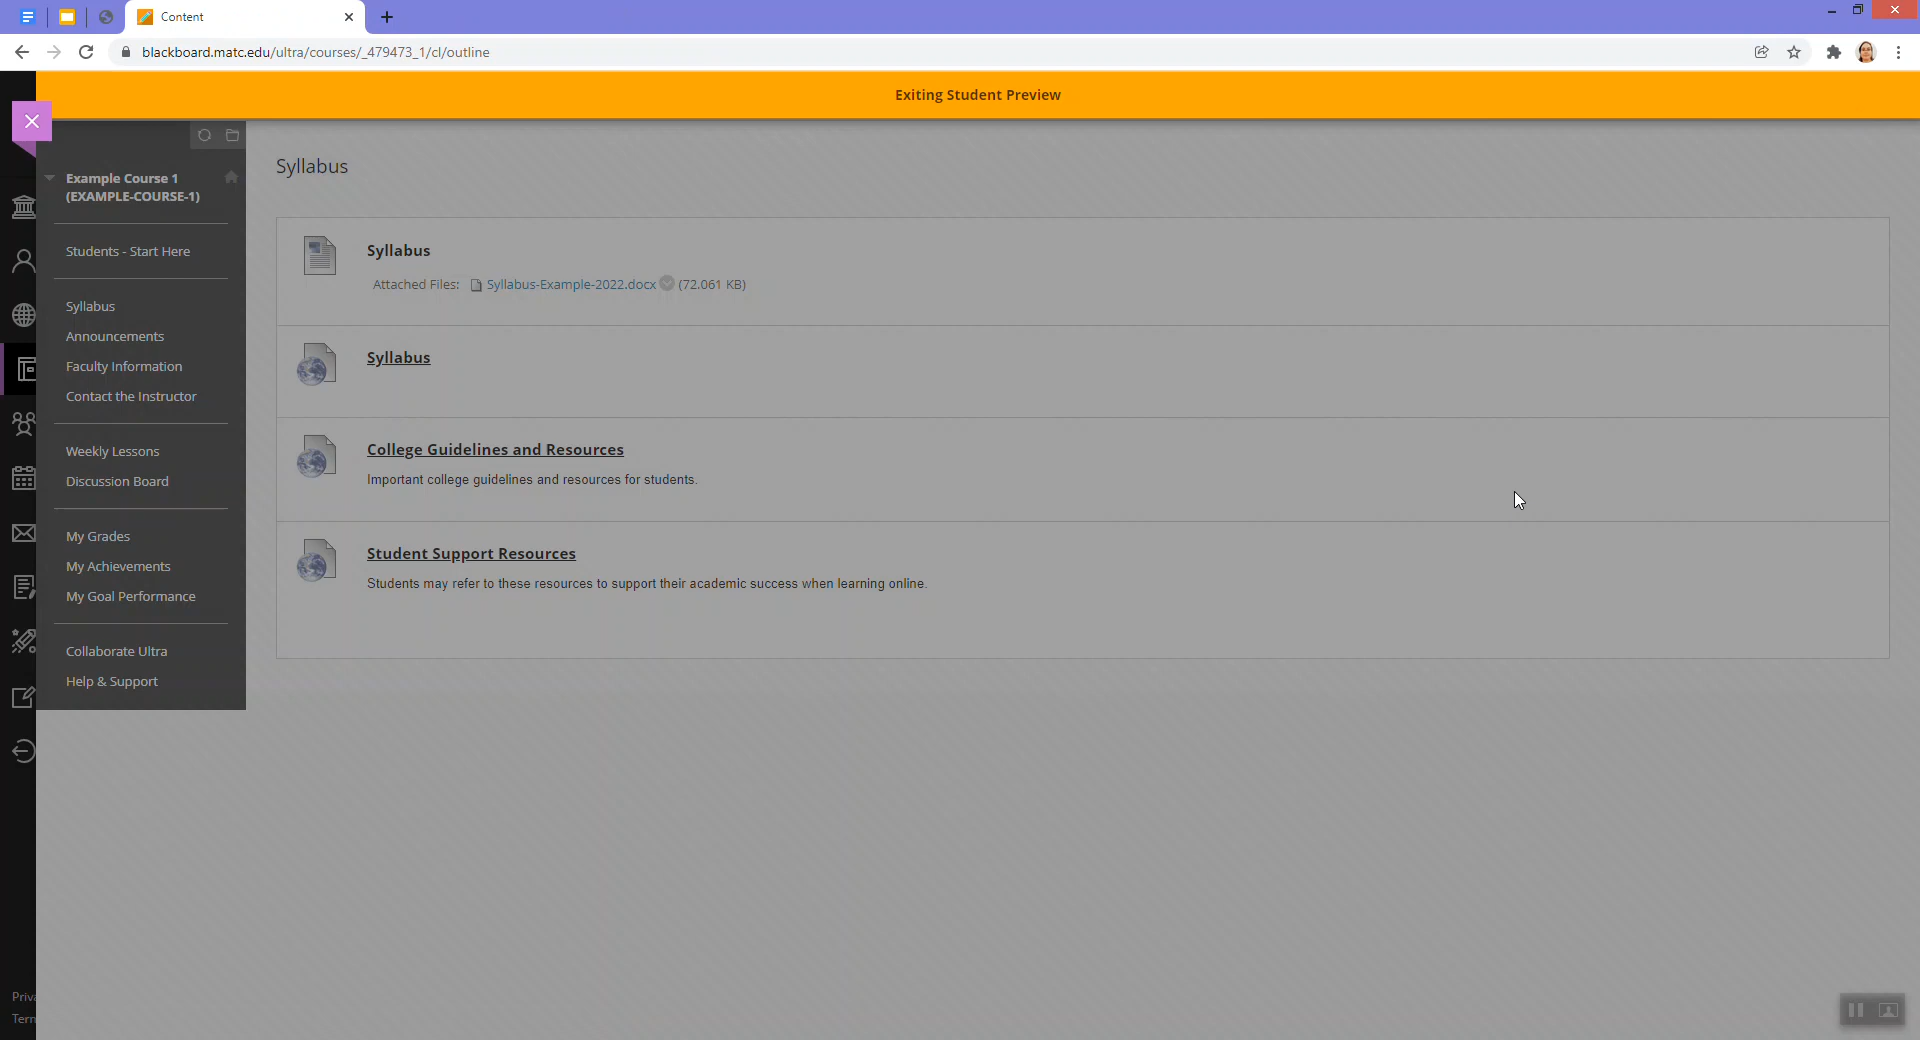 Content
blackboard.matc.edu/ultra/courses/_479473_1/cl/outline
Exiting Student Preview
Example Course 1
(EXAMPLE-COURSE-1)
Students - Start Here
Syllabus
Announcements
Faculty Information
Contact the Instructor
Weekly Lessons
Discussion Board
My Grades
My Achievements
My Goal Performance
Collaborate Ultra
Help & Support
Syllabus
Syllabus
Attached Files: Syllabus-Example-2022.docx (72.061 KB)
Syllabus
College Guidelines and Resources
Important college guidelines and resources for students.
Student Support Resources
Students may refer to these resources to support their academic success when learning online.
Priva
Term